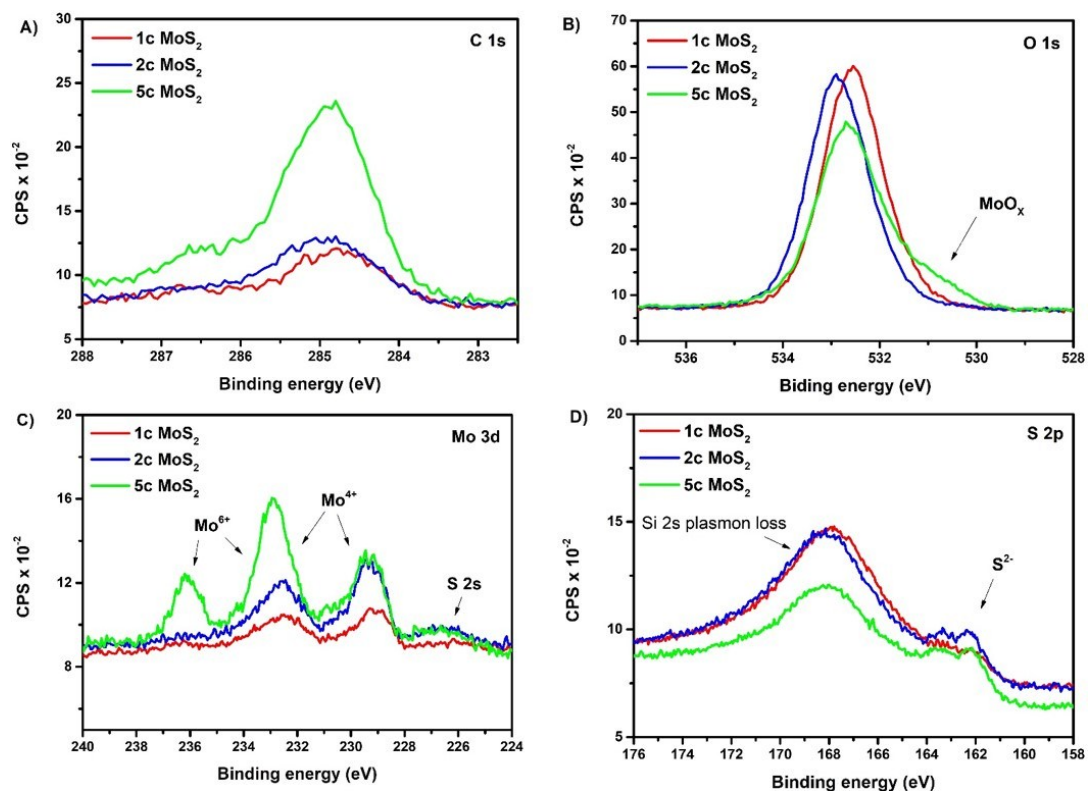 A)
C 1s
1c MoS₂
2c MoS₂
5c MoS₂
CPS x 10⁻²
30
25
20
15
10
5
288 287 286 285 284 283
Binding energy (eV)
B)
O 1s
1c MoS₂
2c MoS₂
5c MoS₂
MoOₓ
CPS x 10⁻²
70
60
50
40
30
20
10
0
536 534 532 530 528
Biding energy (eV)
C)
Mo 3d
1c MoS₂
2c MoS₂
5c MoS₂
Mo⁶⁺
Mo⁴⁺
S 2s
CPS x 10⁻²
20
16
12
8
240 238 236 234 232 230 228 226 224
Binding energy (eV)
D)
S 2p
1c MoS₂
2c MoS₂
5c MoS₂
Si 2s plasmon loss
S²⁻
CPS x 10⁻²
20
15
10
5
176 174 172 170 168 166 164 162 160 158
Binding energy (eV)